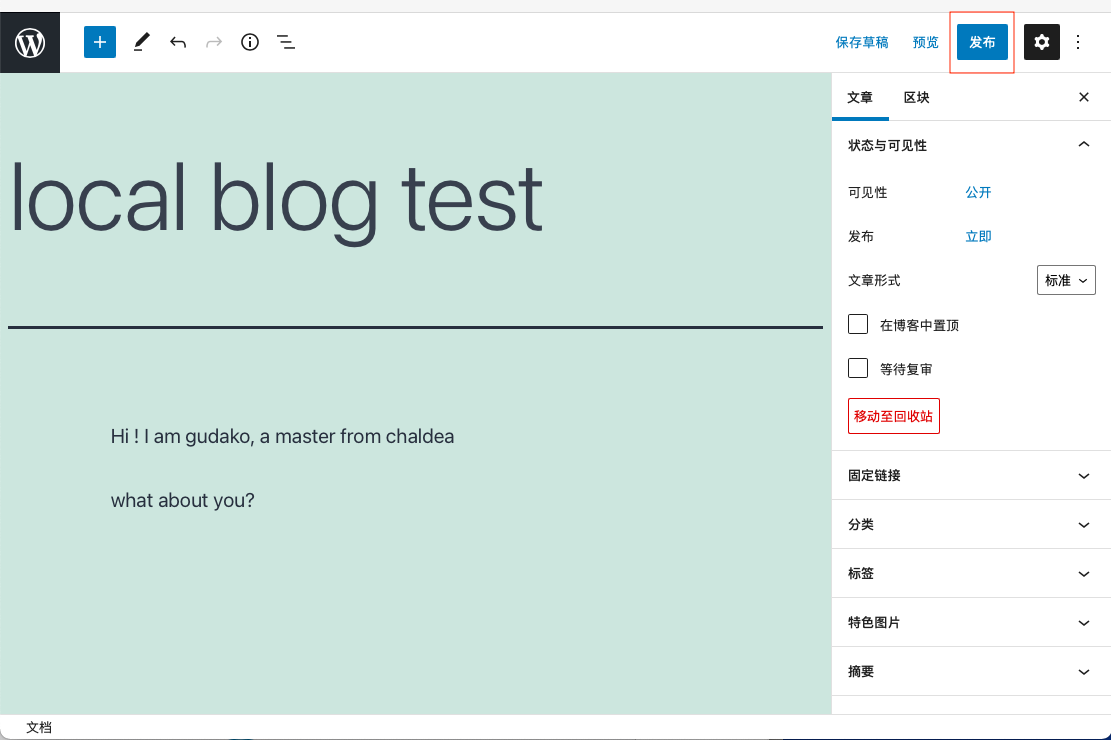 保存草稿 预览 发布
文章 区块
local blog test
状态与可见性
可见性 公开
发布 立即
文章形式 标准
在博客中置顶
等待复审
移动至回收站
Hi ! I am gudako, a master from chaldea
what about you?
固定链接
分类
标签
特色图片
摘要
文档